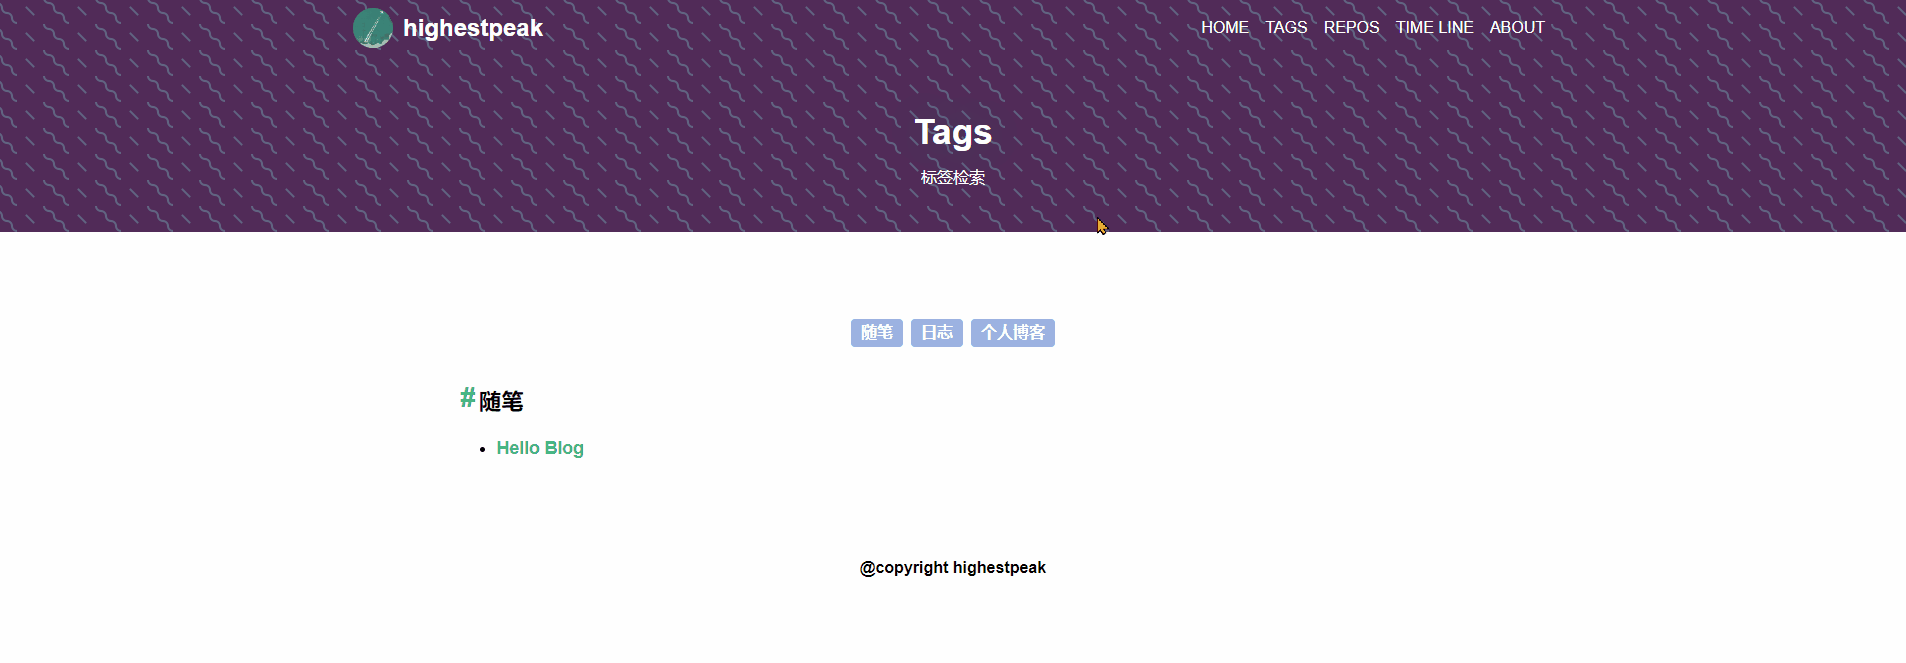 highestpeak HOME TAGS REPOS TIME LINE ABOUT
Tags
标签检索
随笔 日志 个人博客
#随笔
Hello Blog
@copyright highestpeak